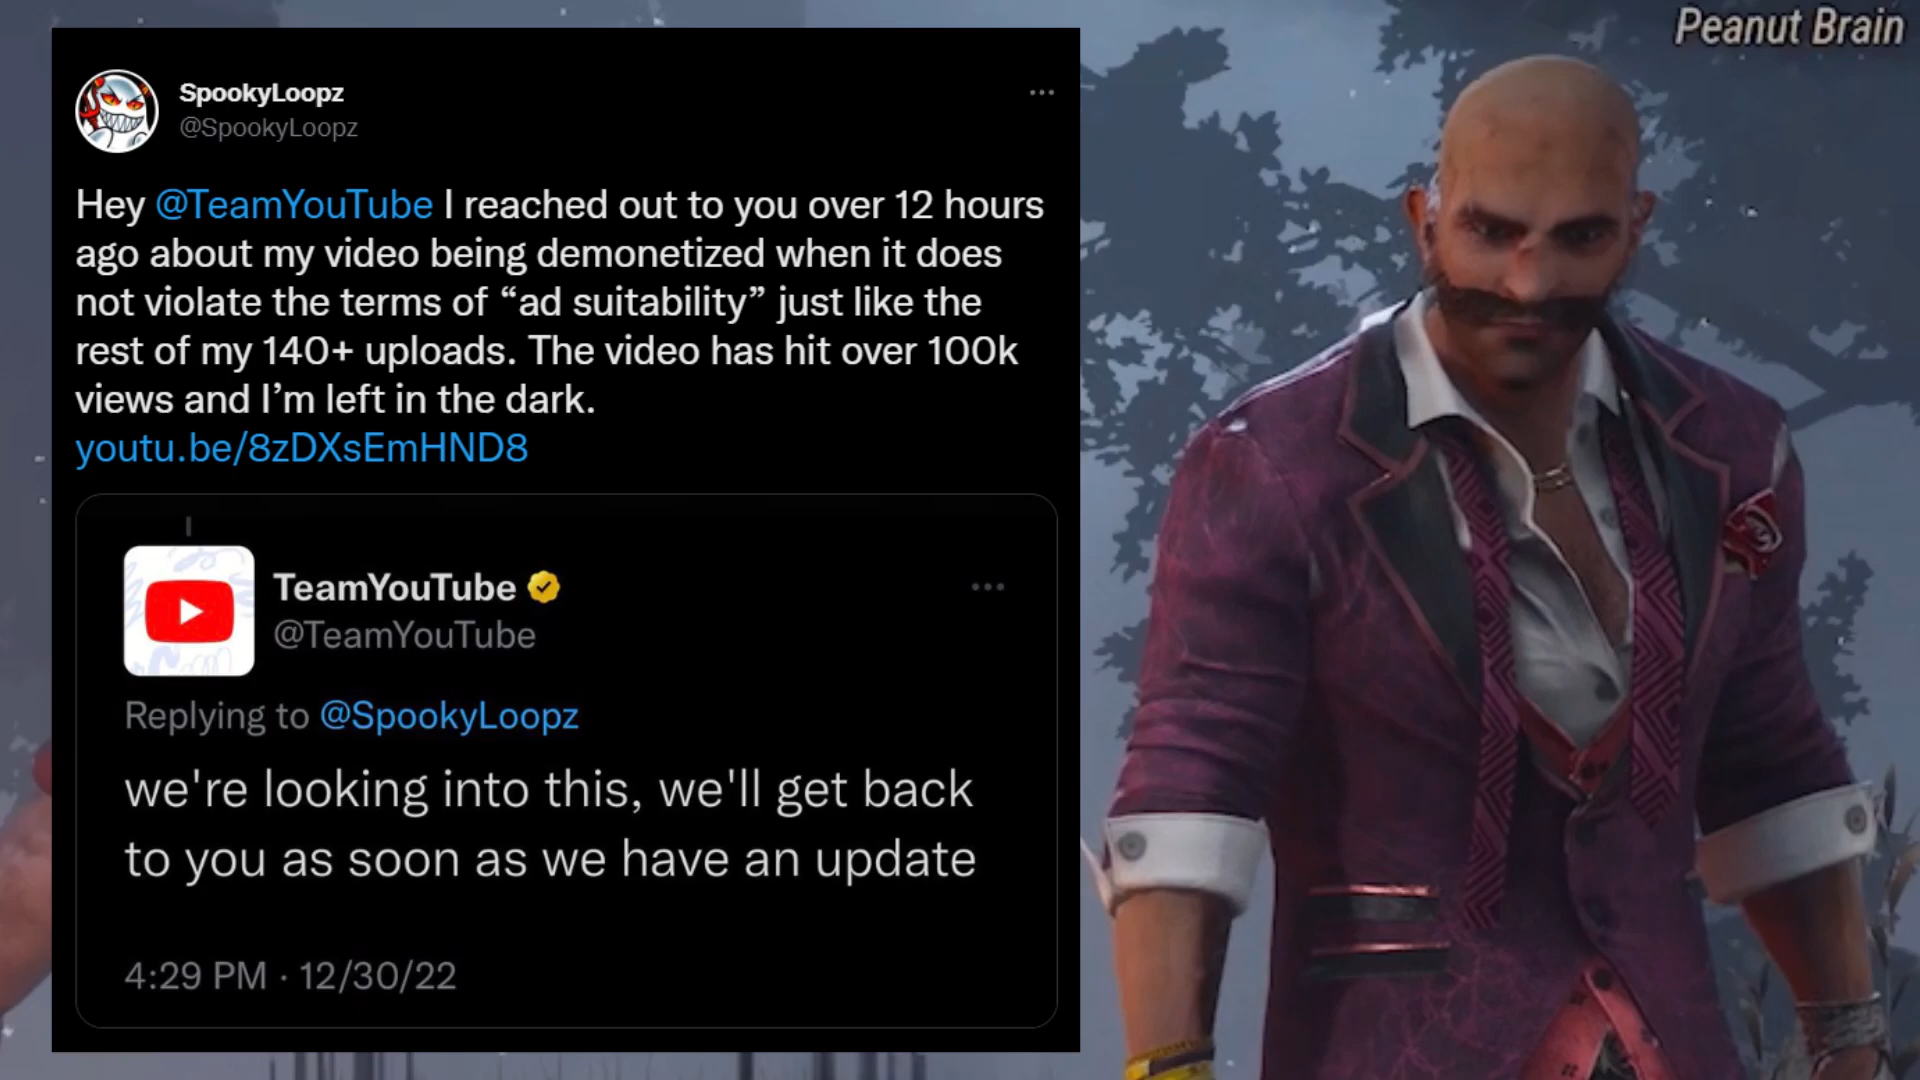 Peanut Brain
SpookyLoopz
@SpookyLoopz
Hey @TeamYouTube I reached out to you over 12 hours
ago about my video being demonetized when it does
not violate the terms of “ad suitability” just like the
rest of my 140+ uploads. The video has hit over 100k
views and I’m left in the dark.
youtu.be/8zDXsEmHND8
TeamYouTube
@TeamYouTube
Replying to @SpookyLoopz
we're looking into this, we'll get back
to you as soon as we have an update
4:29 PM · 12/30/22